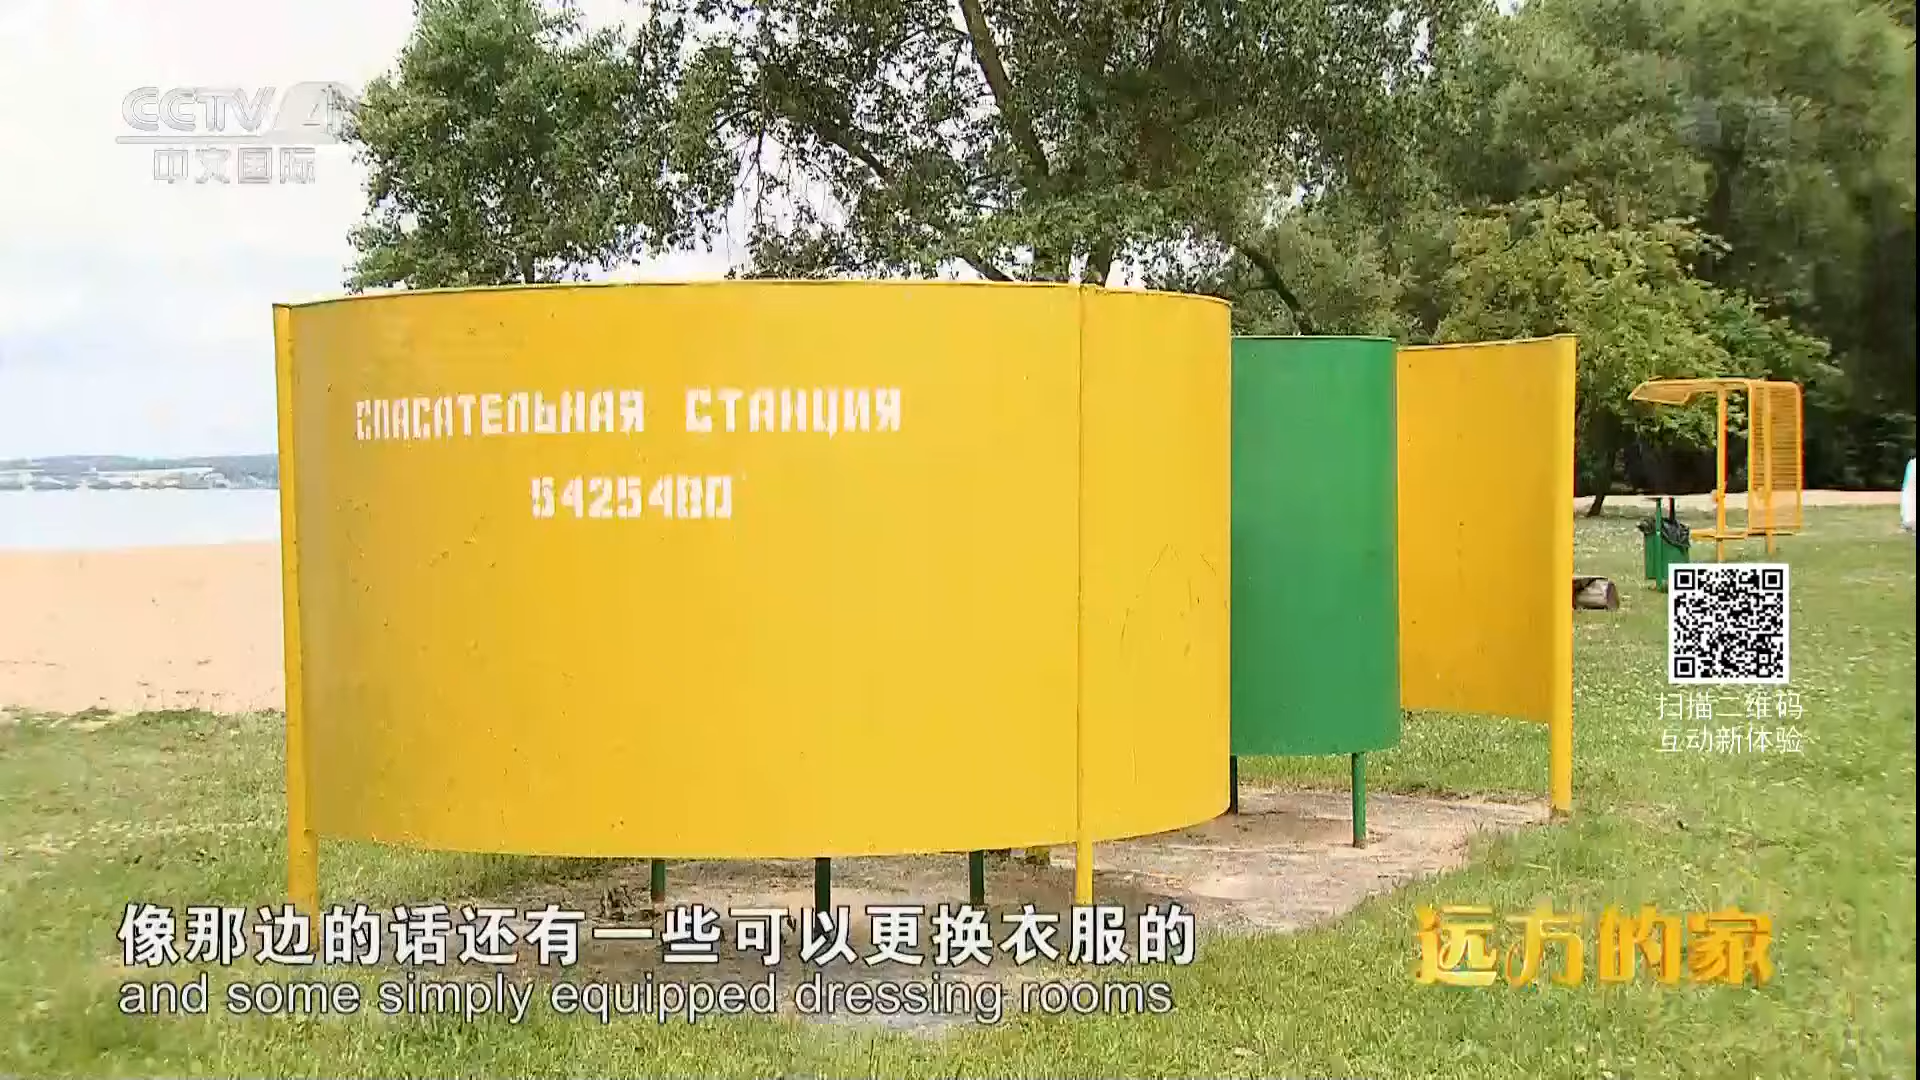 CCTV 4
中文国际
СПАСАТЕЛЬНАЯ СТАНЦИЯ
5425480
扫描二维码
互动新体验
像那边的话还有一些可以更换衣服的
and some simply equipped dressing rooms
远方的家